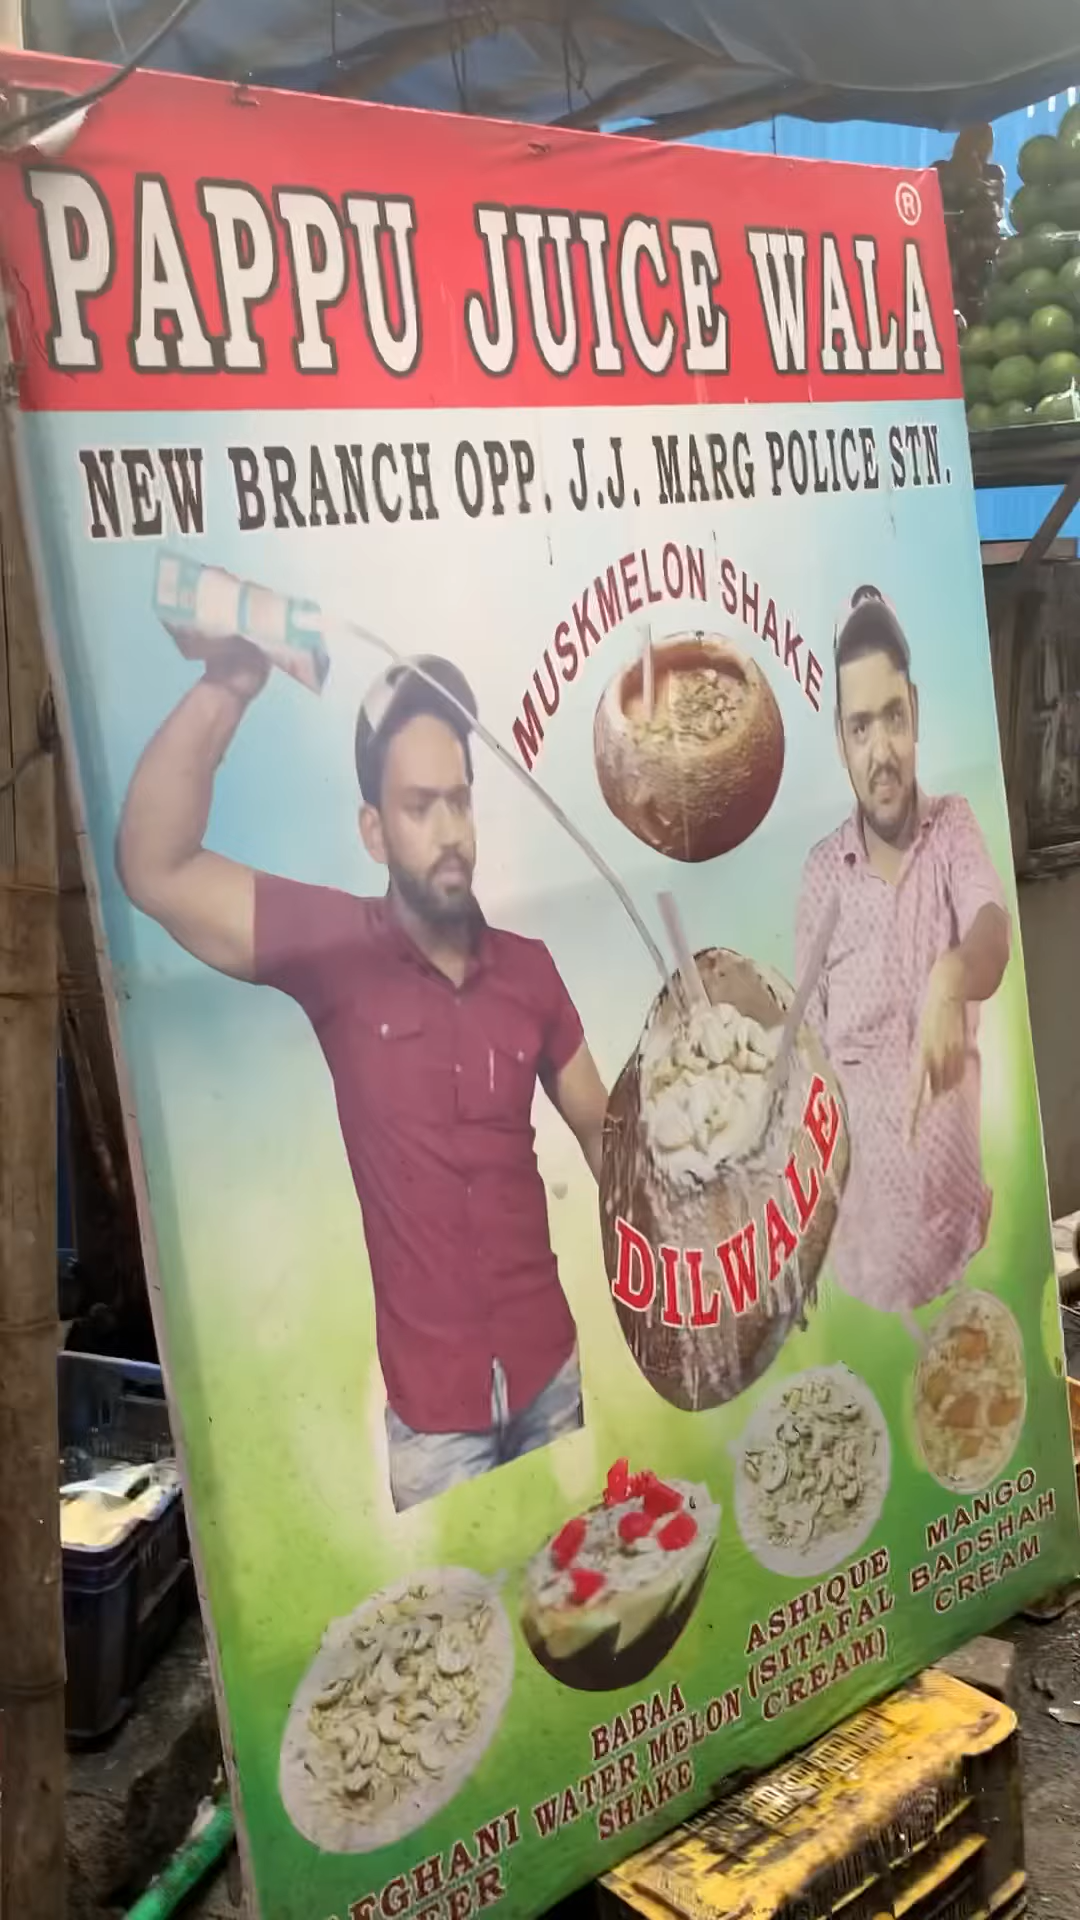 PAPPU JUICE WALA ®
NEW BRANCH OPP. J.J. MARG POLICE STN.
MUSKMELON SHAKE
DILWALE
MANGO
BADSHAH
CREAM
ASHIQUE
(SITAFAL
CREAM)
BABAA
WATER MELON
SHAKE
AFGHANI